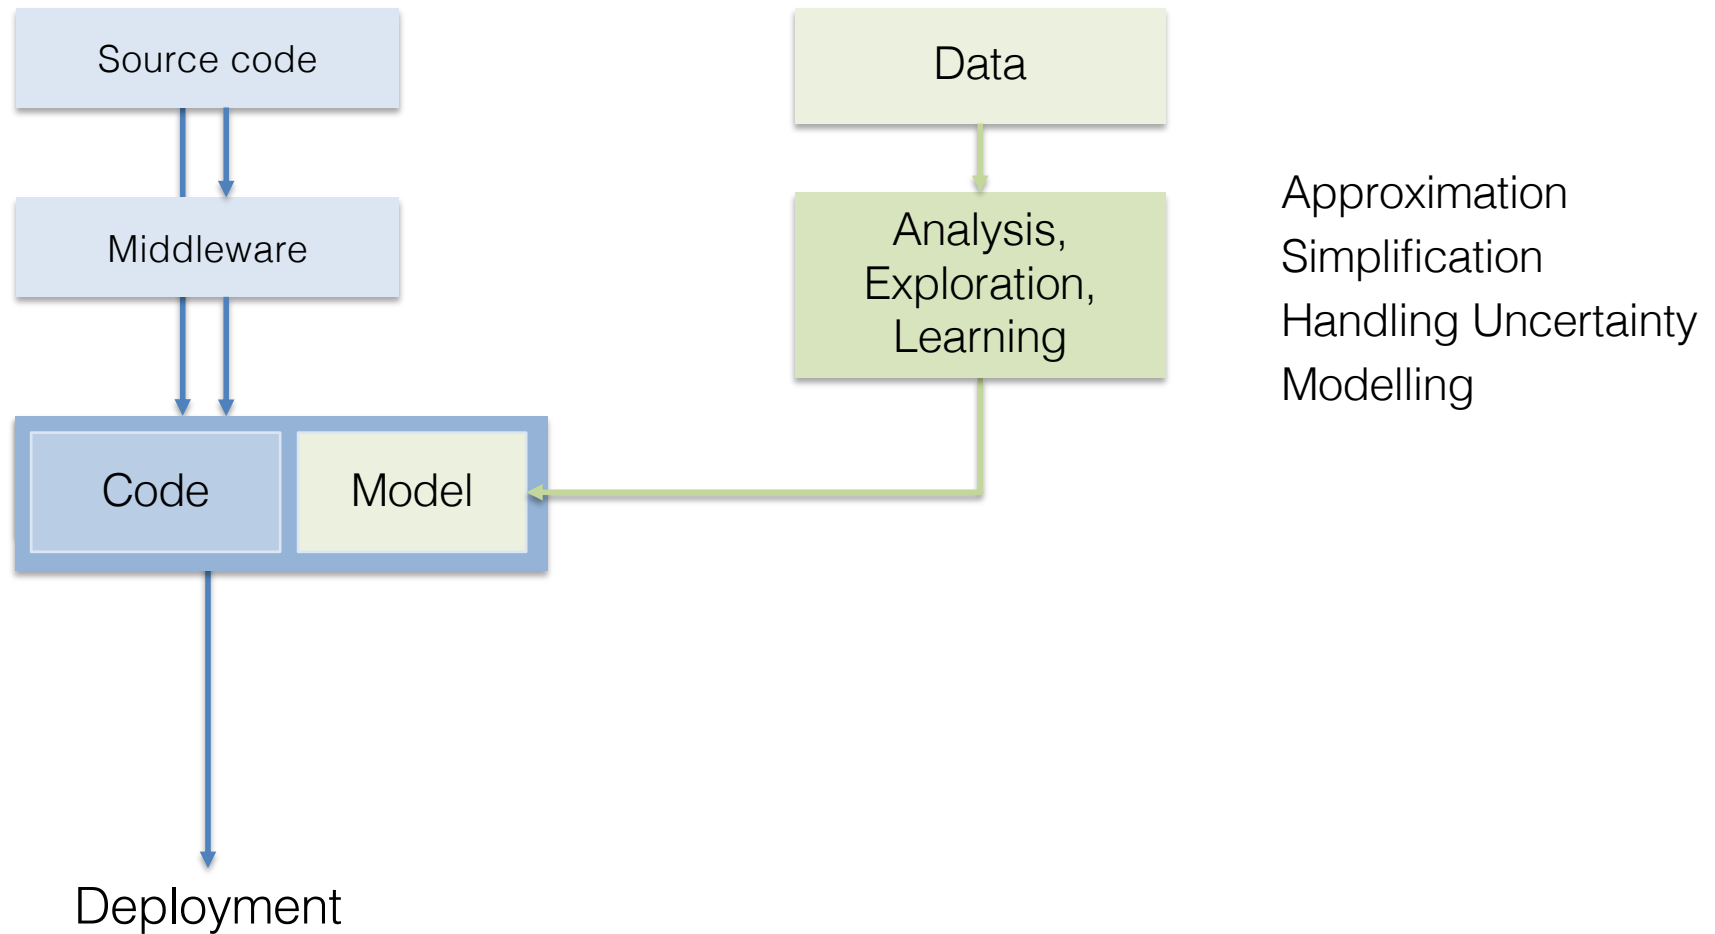 Source code
Data
Middleware
Analysis,
Exploration,
Learning
Approximation
Simplification
Handling Uncertainty
Modelling
Code
Model
Deployment